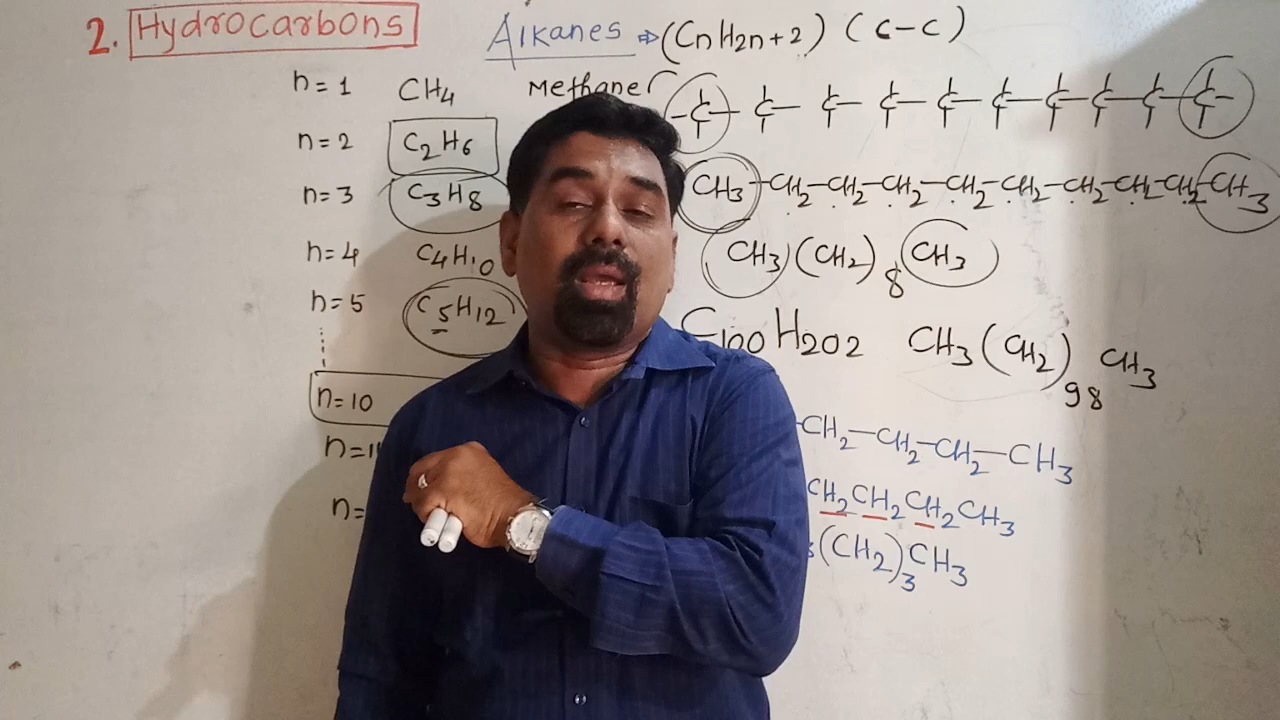 2. Hydrocarbons Alkanes ⇒ (CnH2n+2) (C-C)
n=1 CH4 Methane
-C- C- C- C- C- C- C- C- C- C-
n=2 C2H6
n=3 C3H8 CH3-CH2-CH2-CH2-CH2-CH2-CH2-CH2-CH2-CH3
n=4 C4H10 CH3(CH2)8CH3
n=5 C5H12 C100H202 CH3(CH2)98CH3
n=10
-CH2-CH2-CH2-CH3
n=1
CH2CH2CH2CH3
n=
(CH2)3CH3